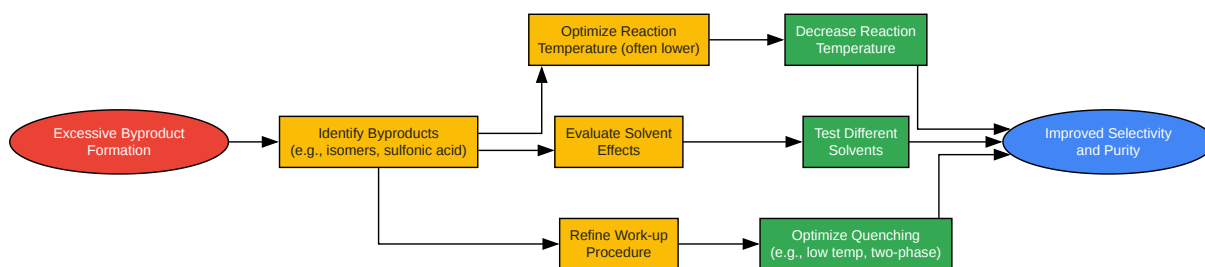 Excessive Byproduct
Formation
Identify Byproducts
(e.g., isomers, sulfonic acid)
Optimize Reaction
Temperature (often lower)
Decrease Reaction
Temperature
Evaluate Solvent
Effects
Test Different
Solvents
Refine Work-up
Procedure
Optimize Quenching
(e.g., low temp, two-phase)
Improved Selectivity
and Purity